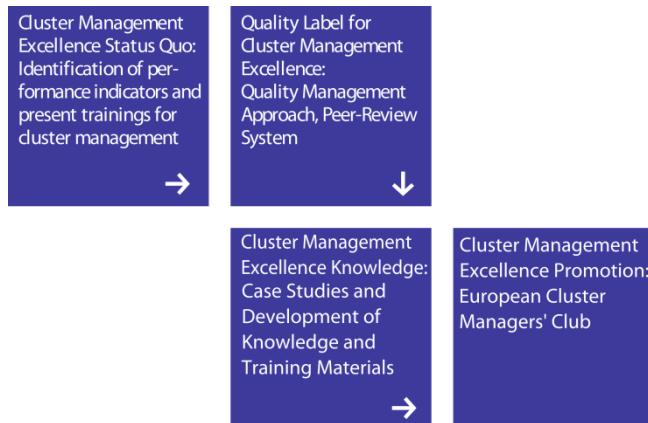 Cluster Management
Excellence Status Quo:
Identification of per-
formance indicators and
present trainings for
cluster management
Quality Label for
Cluster Management
Excellence:
Quality Management
Approach, Peer-Review
System
Cluster Management
Excellence Knowledge:
Case Studies and
Development of
Knowledge and
Training Materials
Cluster Management
Excellence Promotion:
European Cluster
Managers' Club